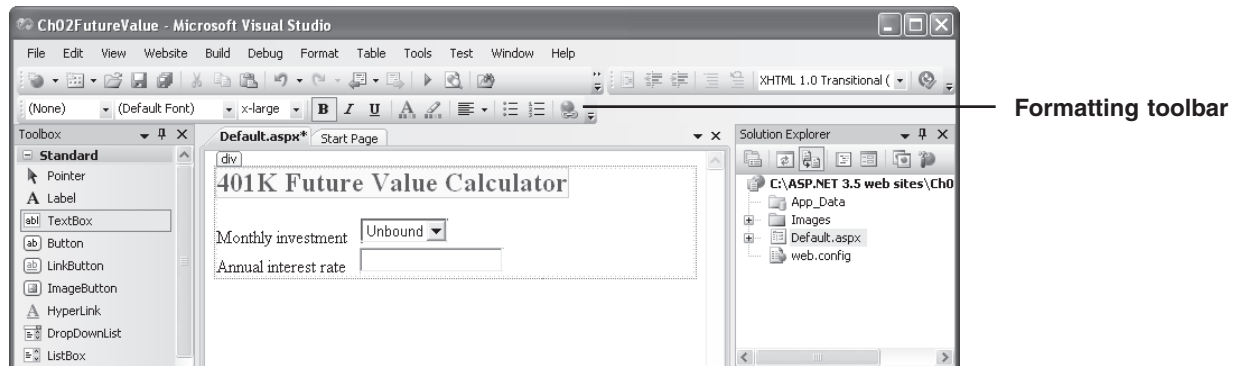 Ch02FutureValue - Microsoft Visual Studio
File Edit View Website Build Debug Format Table Tools Test Window Help
XHTML 1.0 Transitional (
(None) (Default Font) x-large B I U A
Formatting toolbar
Toolbox
Standard
Pointer
A Label
abl TextBox
ab Button
ab LinkButton
ImageButton
A HyperLink
DropDownList
ListBox
Default.aspx* Start Page
div
401K Future Value Calculator
Monthly investment Unbound
Annual interest rate
Solution Explorer
C:\ASP.NET 3.5 web sites\Ch0
App_Data
Images
Default.aspx
web.config